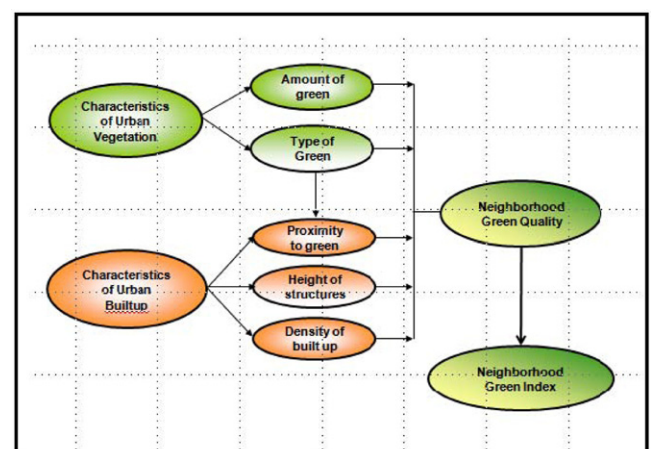 Amount of
green
Characteristics
of Urban
Vegetation
Type of
Green
Neighborhood
Green Quality
Proximity
to green
Characteristics
of Urban
Builtup
Height of
structures
Density of
built up
Neighborhood
Green Index